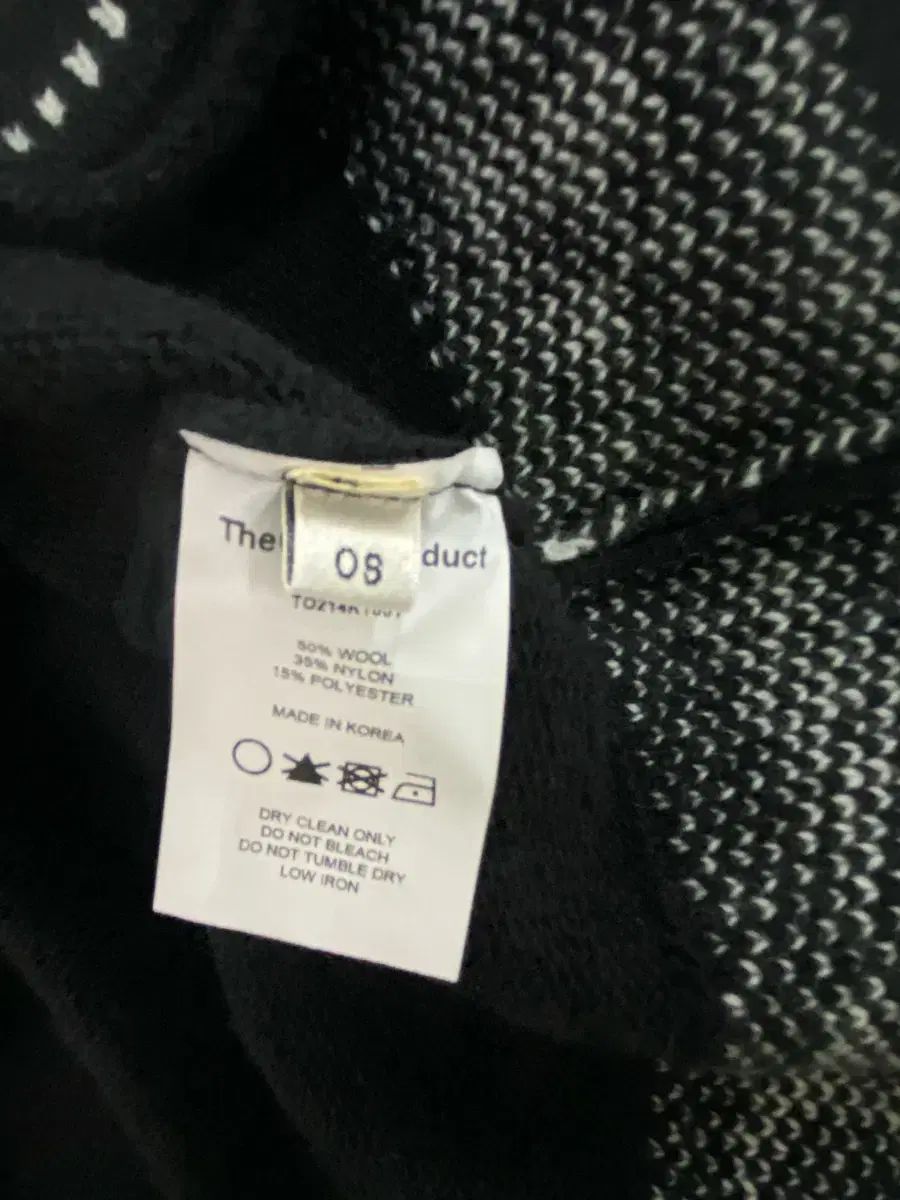 The duct
08
50% WOOL
35% NYLON
15% POLYESTER
MADE IN KOREA
DRY CLEAN ONLY
DO NOT BLEACH
DO NOT TUMBLE DRY
LOW IRON